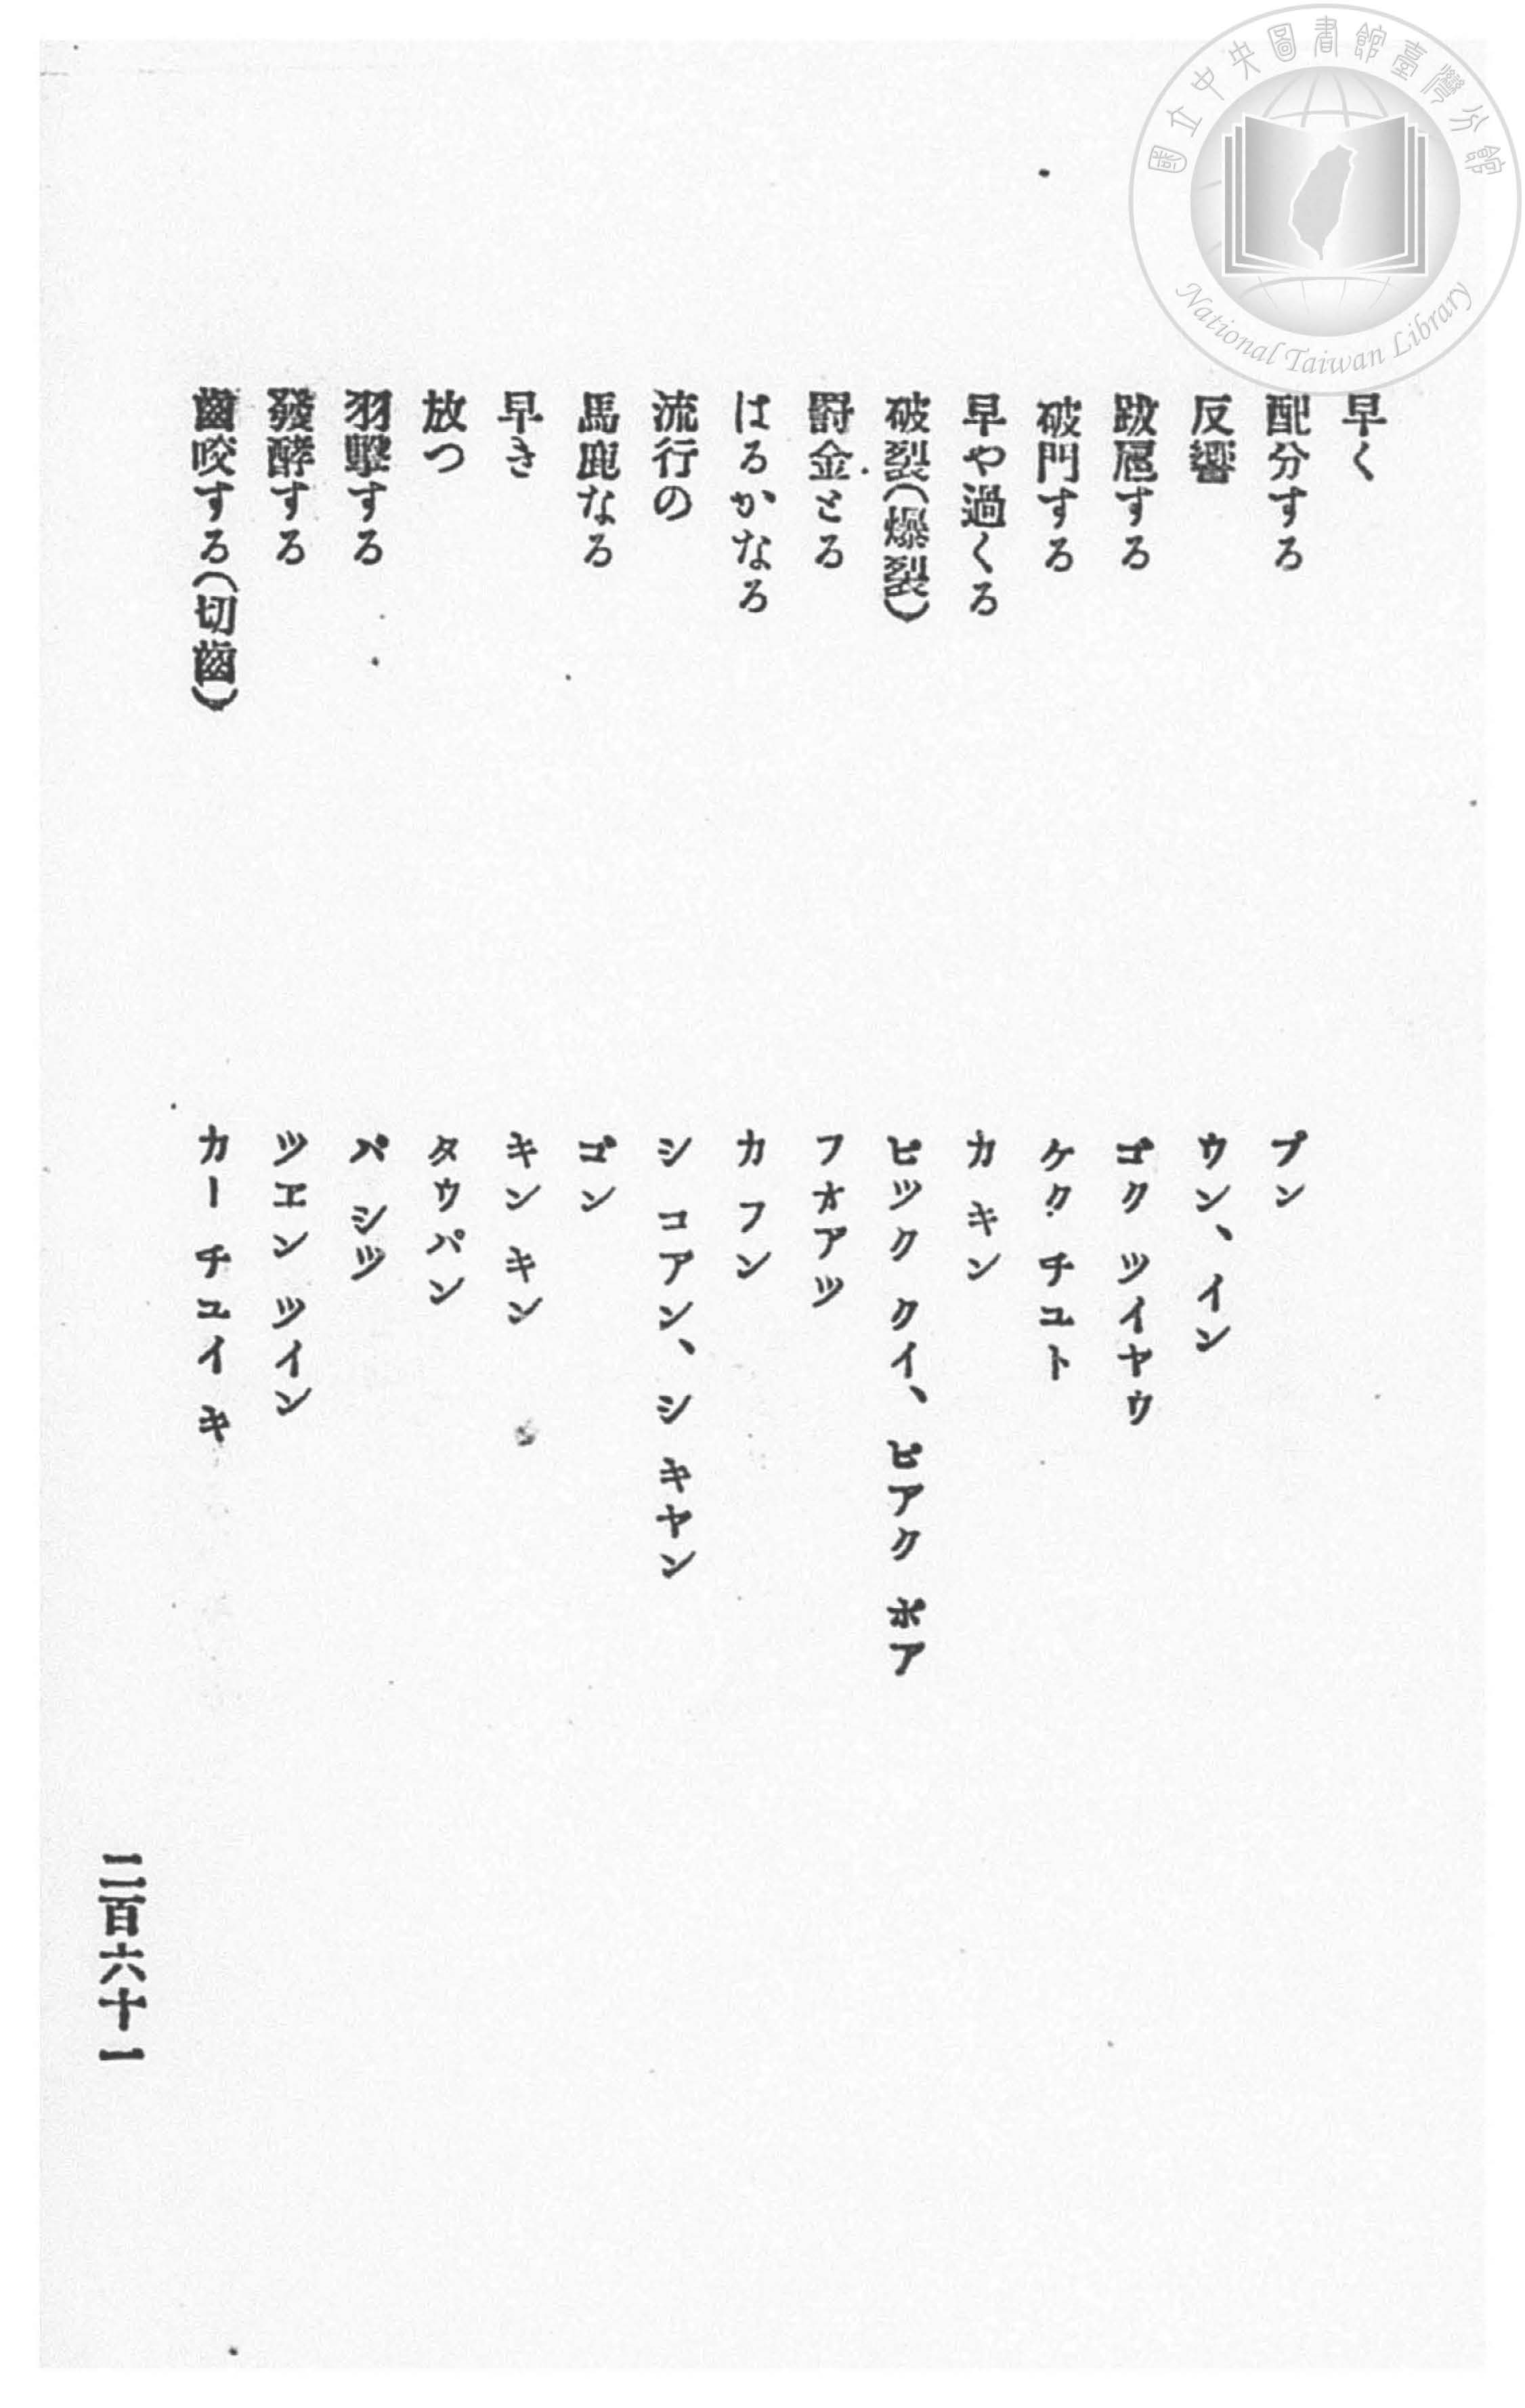 國立中央圖書館臺灣分館
National Taiwan Library
早く
配分する プン
反響 ウン、イン
跋扈する ゴク ツイヤウ
破門する ケク チユト
早や過くる カ キン
破裂(爆裂) ピツク クイ、ピアク ポア
罸金とる フオアツ
はるかなる カ フン
流行の シ コアン、シ キヤン
馬鹿なる ゴン
早き キン キン
放つ タウ パン
羽擊する パ シツ
發酵する ツエン ツイン
齒咬する(切齒) カー チユイ キ
二百六十一